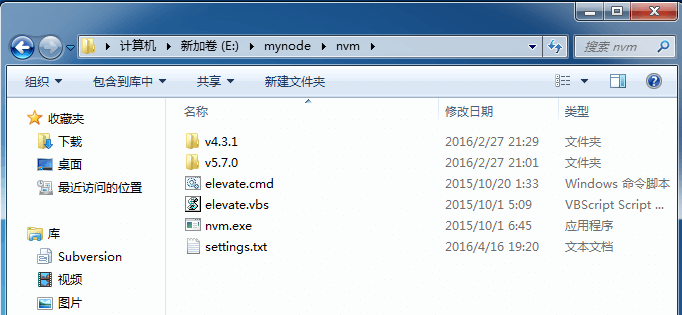 计算机 ▸ 新加卷 (E:) ▸ mynode ▸ nvm ▸ 搜索 nvm
组织 包含到库中 共享 新建文件夹
名称 修改日期 类型
收藏夹
下载
桌面
最近访问的位置
库
Subversion
视频
图片
v4.3.1 2016/2/27 21:29 文件夹
v5.7.0 2016/2/27 21:01 文件夹
elevate.cmd 2015/10/20 1:33 Windows 命令脚本
elevate.vbs 2015/10/1 5:09 VBScript Script ...
nvm.exe 2015/10/1 6:45 应用程序
settings.txt 2016/4/16 19:20 文本文档